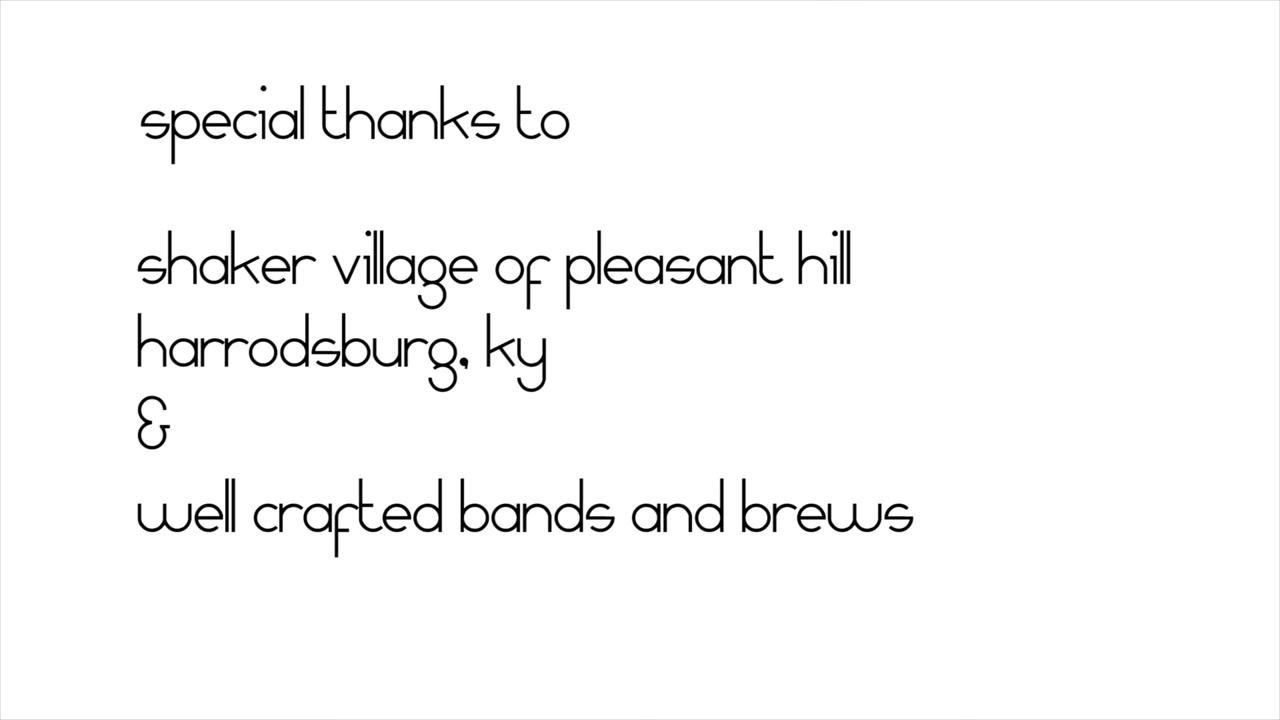 special thanks to
shaker village of pleasant hill
harrodsburg, ky
&
well crafted bands and brews